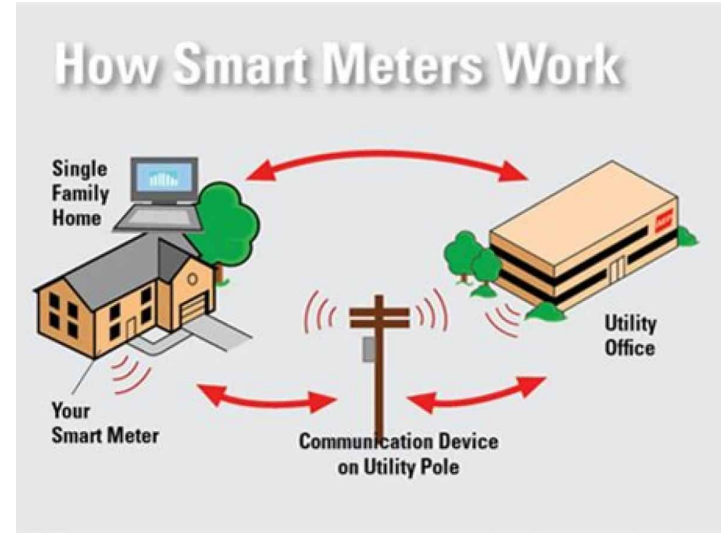 How Smart Meters Work
Single
Family
Home
Utility
Office
Your
Smart Meter
Communication Device
on Utility Pole